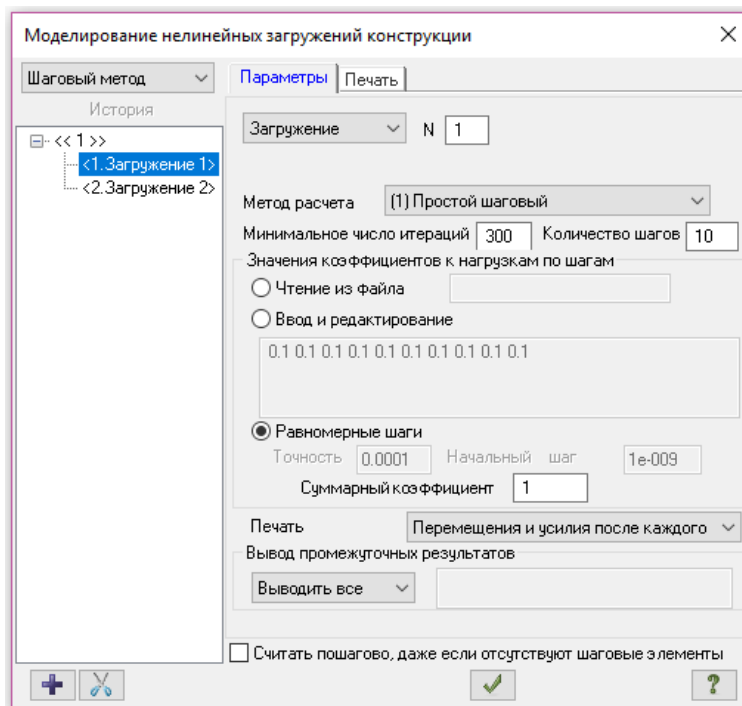 Моделирование нелинейных загружений конструкции
Шаговый метод
Параметры Печать
История
<< 1 >>
<1.Загружение 1>
<2.Загружение 2>
Загружение N 1
Метод расчета (1) Простой шаговый
Минимальное число итераций 300 Количество шагов 10
Значения коэффициентов к нагрузкам по шагам
Чтение из файла
Ввод и редактирование
0.1 0.1 0.1 0.1 0.1 0.1 0.1 0.1 0.1 0.1
Равномерные шаги
Точность 0.0001 Начальный шаг 1e-009
Суммарный коэффициент 1
Печать Перемещения и усилия после каждого
Вывод промежуточных результатов
Выводить все
Считать пошагово, даже если отсутствуют шаговые элементы
?